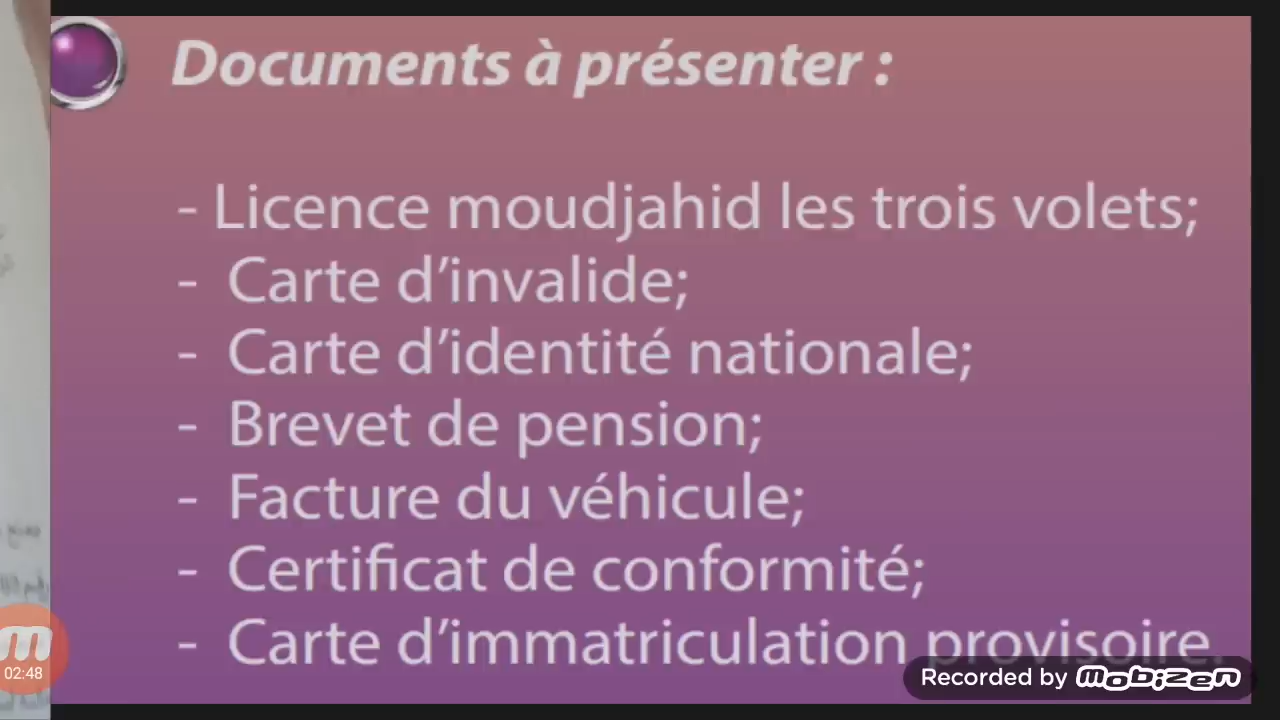 Documents à présenter :
- Licence moudjahid les trois volets;
- Carte d’invalide;
- Carte d’identité nationale;
- Brevet de pension;
- Facture du véhicule;
- Certificat de conformité;
- Carte d’immatriculation provisoire.
02:48
Recorded by mobizen